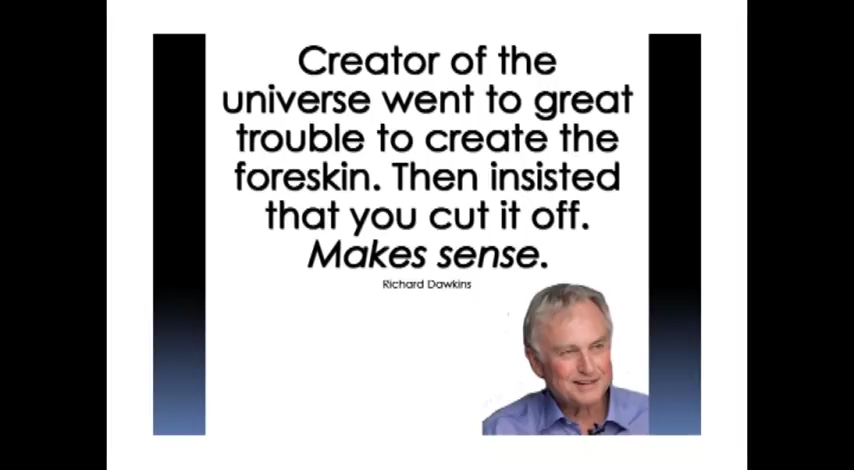 Creator of the
universe went to great
trouble to create the
foreskin. Then insisted
that you cut it off.
Makes sense.
Richard Dawkins